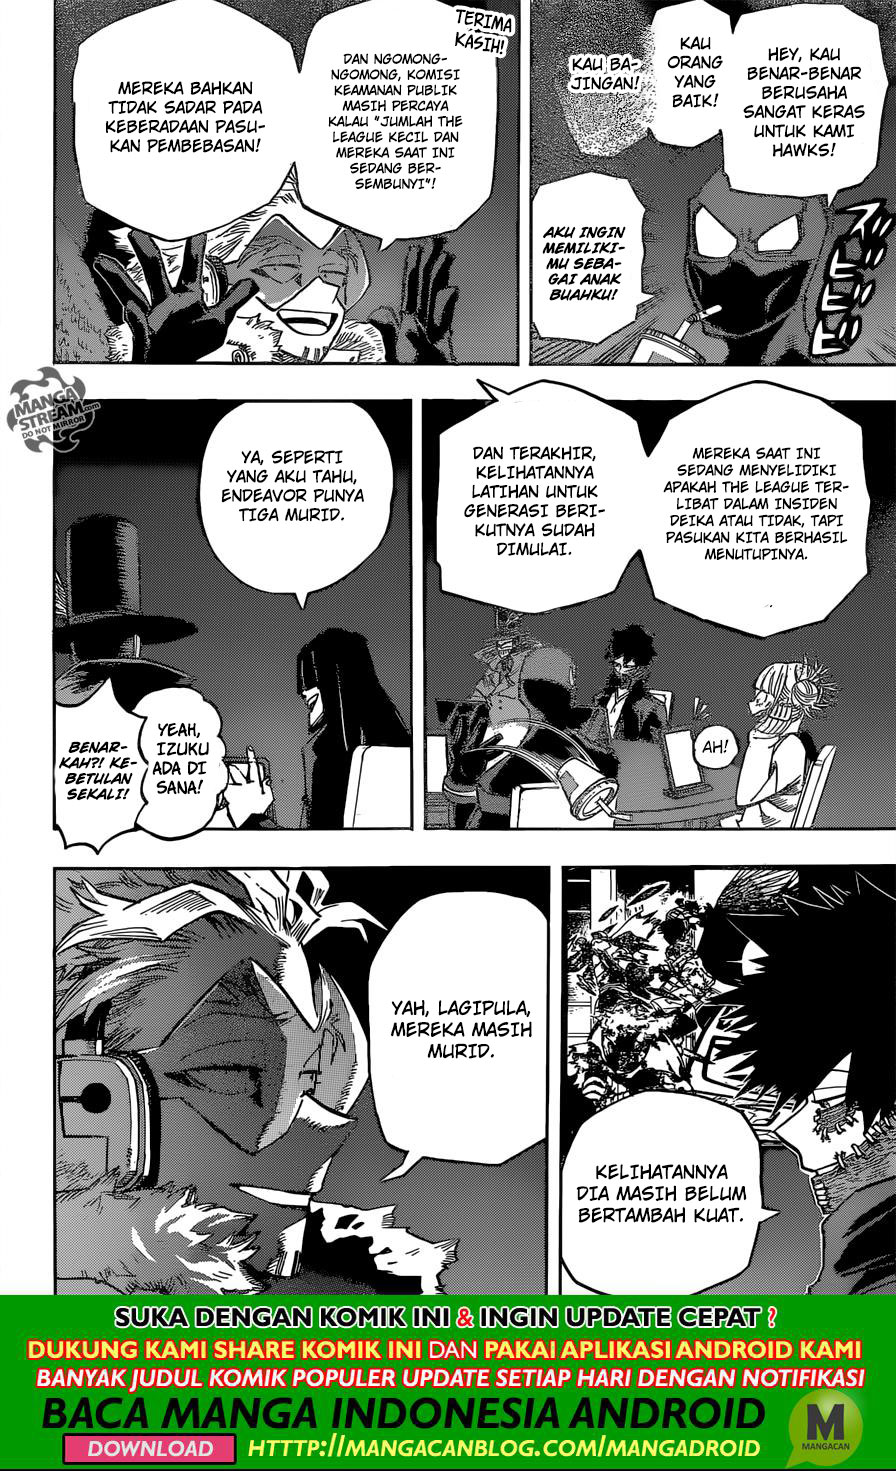 HEY, KAU
BENAR-BENAR
BERUSAHA
SANGAT KERAS
UNTUK KAMI
HAWKS!
KAU
ORANG
YANG
BAIK!
KAU BA-
JINGAN!
AKU INGIN
MEMILIKI-
MU SEBA-
GAI ANAK
BUAHKU!
ズビビビ
TERIMA
KASIH!
DAN NGOMONG-
NGOMONG, KOMISI
KEAMANAN PUBLIK
MASIH PERCAYA
KALAU "JUMLAH THE
LEAGUE KECIL DAN
MEREKA SAAT INI
SEDANG BER-
SEMBUNYI"!
MEREKA BAHKAN
TIDAK SADAR PADA
KEBERADAAN PASU-
KAN PEMBEBASAN!
MANGA
STREAM.com
DO NOT MIRROR!
MEREKA SAAT INI
SEDANG MENYELIDIKI
APAKAH THE LEAGUE TER-
LIBAT DALAM INSIDEN
DEIKA ATAU TIDAK, TAPI
PASUKAN KITA BERHASIL
MENUTUPINYA.
DAN TERAKHIR,
KELIHATANNYA
LATIHAN UNTUK
GENERASI BERI-
KUTNYA SUDAH
DIMULAI.
AH!
YA, SEPERTI
YANG AKU TAHU,
ENDEAVOR PUNYA
TIGA MURID.
YEAH,
IZUKU
ADA DI
SANA!
BENAR-
KAH?! KE-
BETULAN
SEKALI!
KELIHATANNYA
DIA MASIH BELUM
BERTAMBAH KUAT.
YAH, LAGIPULA,
MEREKA MASIH
MURID.
SUKA DENGAN KOMIK INI & INGIN UPDATE CEPAT ?
DUKUNG KAMI SHARE KOMIK INI DAN PAKAI APLIKASI ANDROID KAMI
BANYAK JUDUL KOMIK POPULER UPDATE SETIAP HARI DENGAN NOTIFIKASI
BACA MANGA INDONESIA ANDROID
DOWNLOAD HTTTP://MANGACANBLOG.COM/MANGADROID
M
MANGACAN